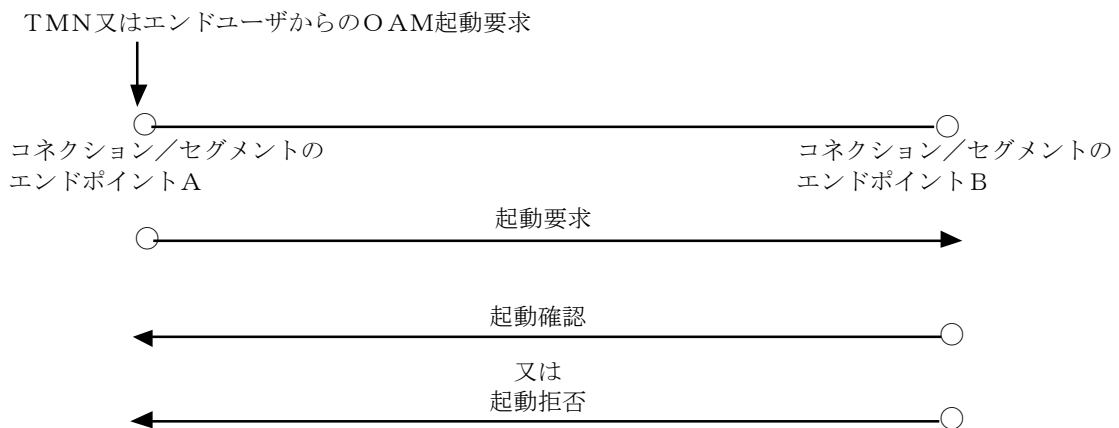 TMN又はエンドユーザからのOAM起動要求
コネクション/セグメントの
エンドポイントA
コネクション/セグメントの
エンドポイントB
起動要求
起動確認
又は
起動拒否